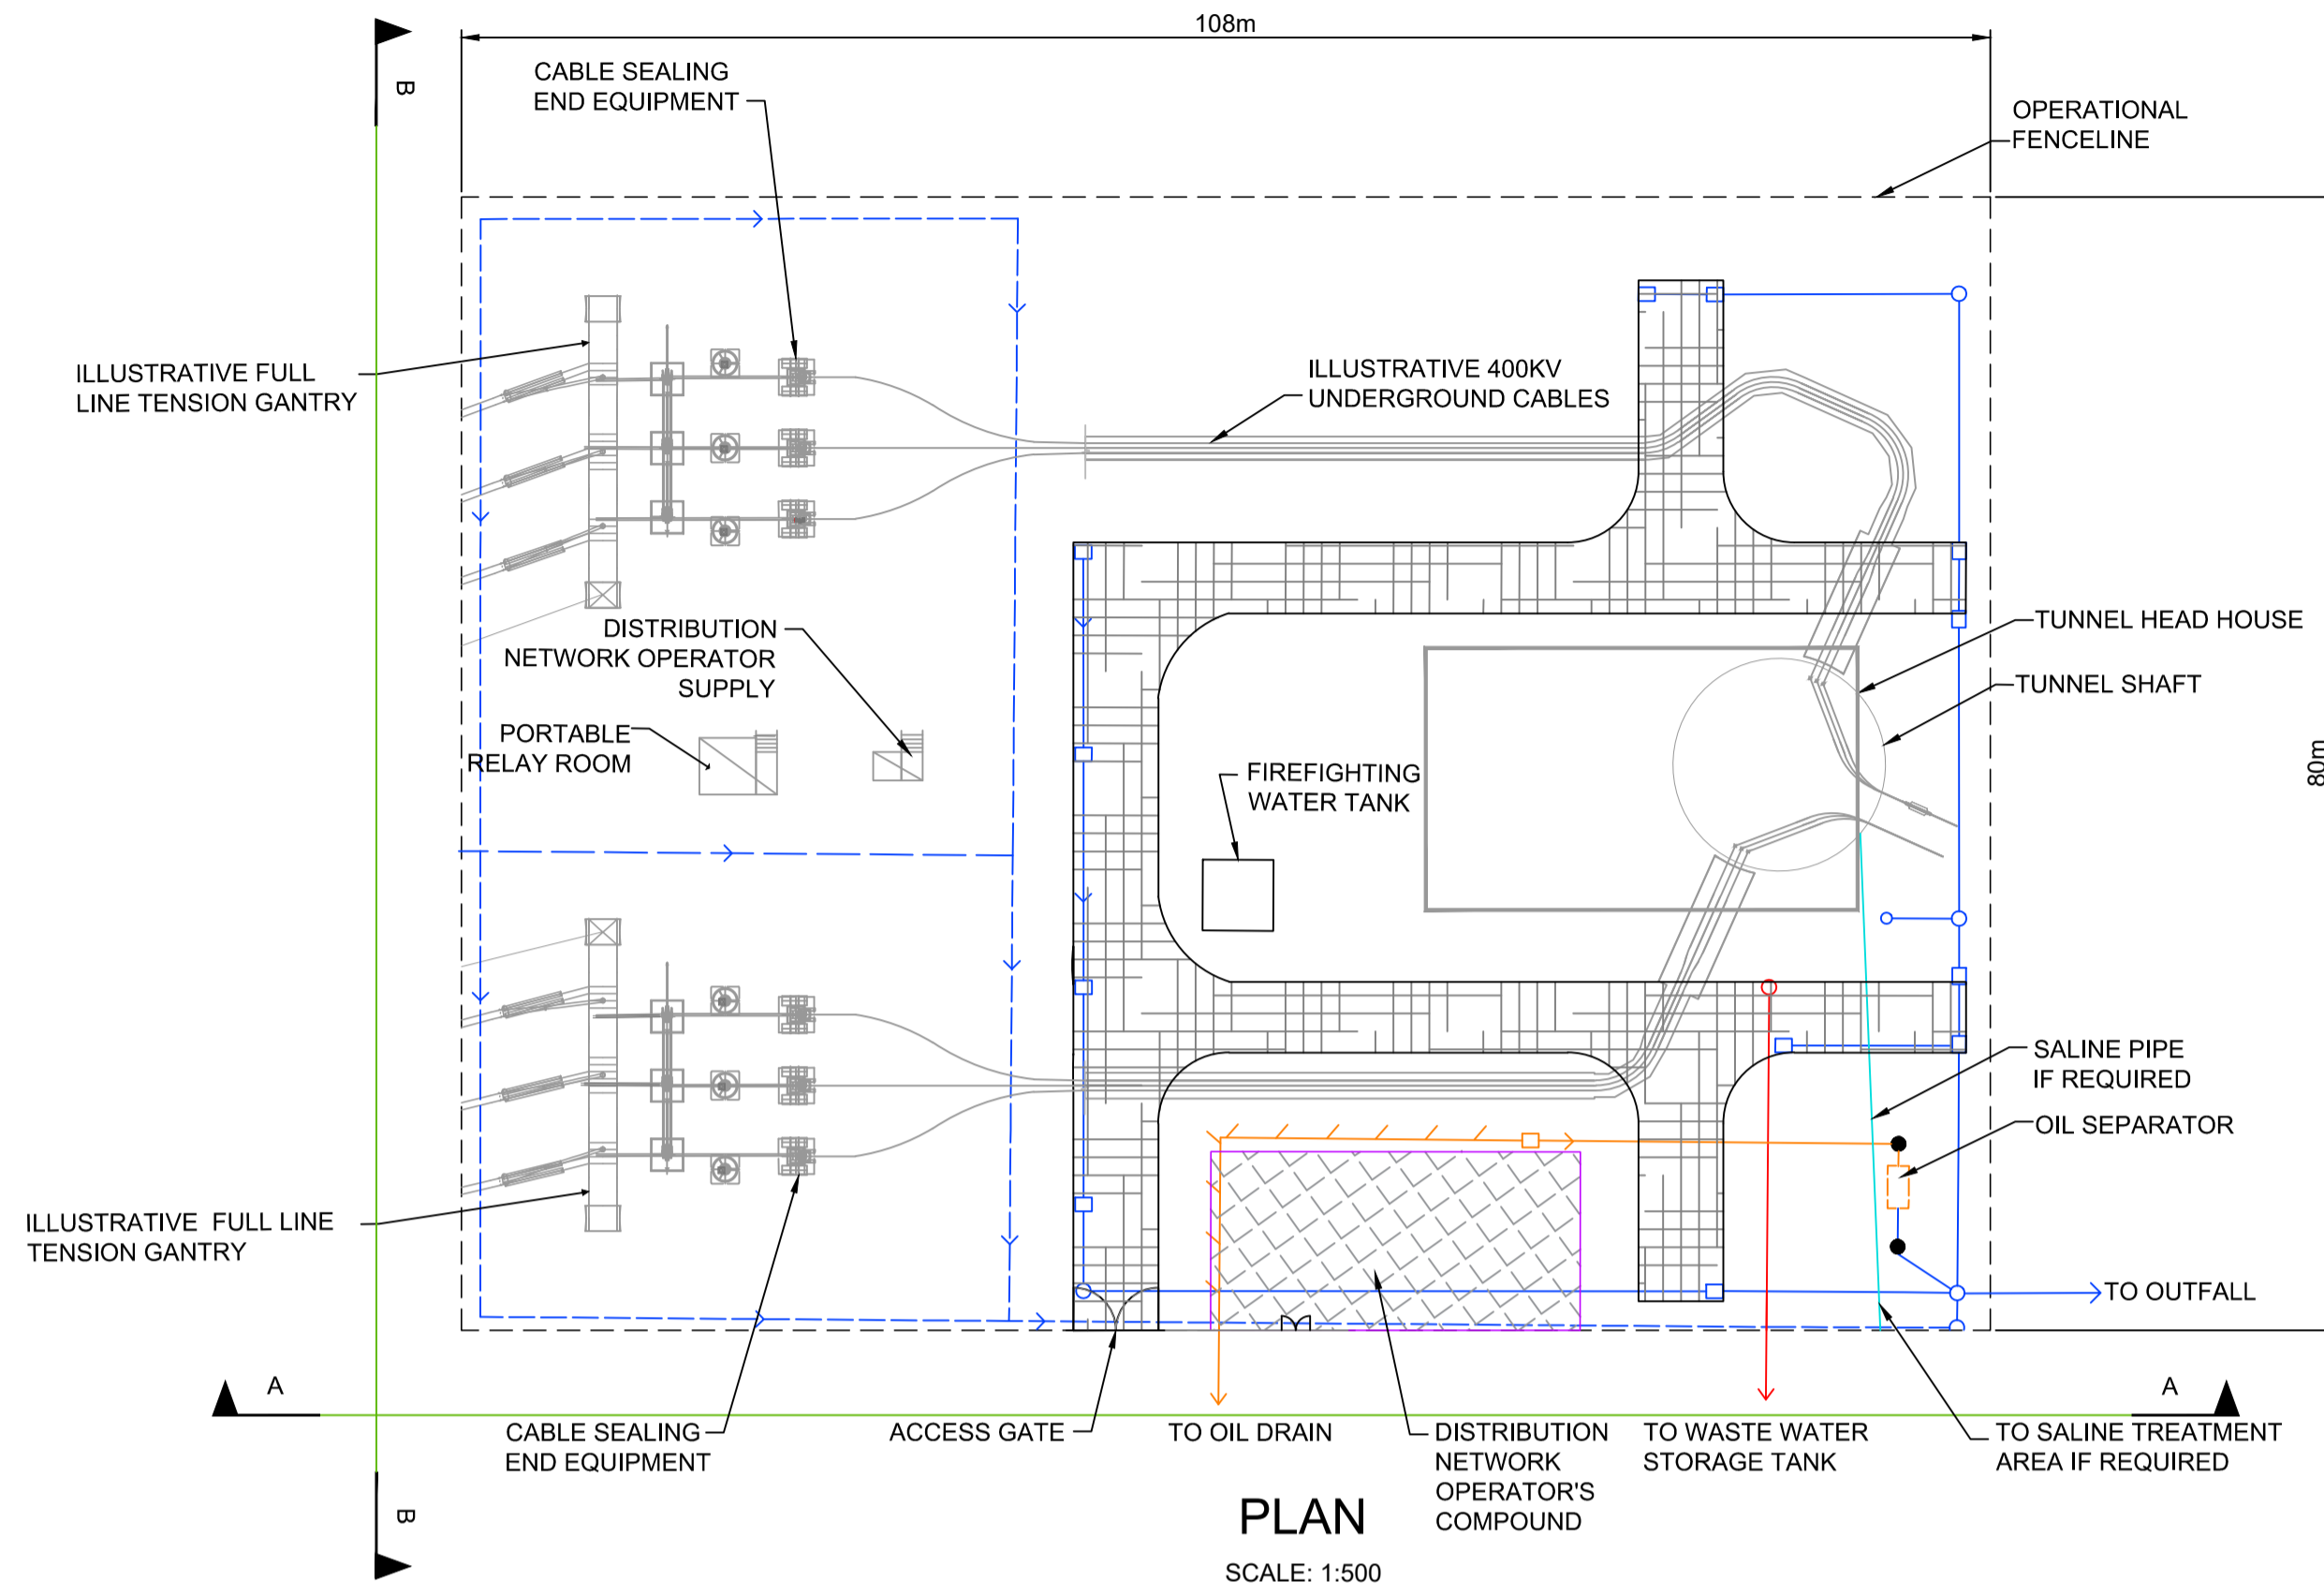 108m
B
CABLE SEALING
END EQUIPMENT
OPERATIONAL
FENCELINE
ILLUSTRATIVE FULL
LINE TENSION GANTRY
ILLUSTRATIVE 400KV
UNDERGROUND CABLES
DISTRIBUTION
NETWORK OPERATOR
SUPPLY
TUNNEL HEAD HOUSE
TUNNEL SHAFT
PORTABLE
RELAY ROOM
FIREFIGHTING
WATER TANK
80m
SALINE PIPE
IF REQUIRED
OIL SEPARATOR
ILLUSTRATIVE FULL LINE
TENSION GANTRY
TO OUTFALL
A
A
CABLE SEALING
END EQUIPMENT
ACCESS GATE
TO OIL DRAIN
DISTRIBUTION
NETWORK
OPERATOR'S
COMPOUND
TO WASTE WATER
STORAGE TANK
TO SALINE TREATMENT
AREA IF REQUIRED
B
PLAN
SCALE: 1:500